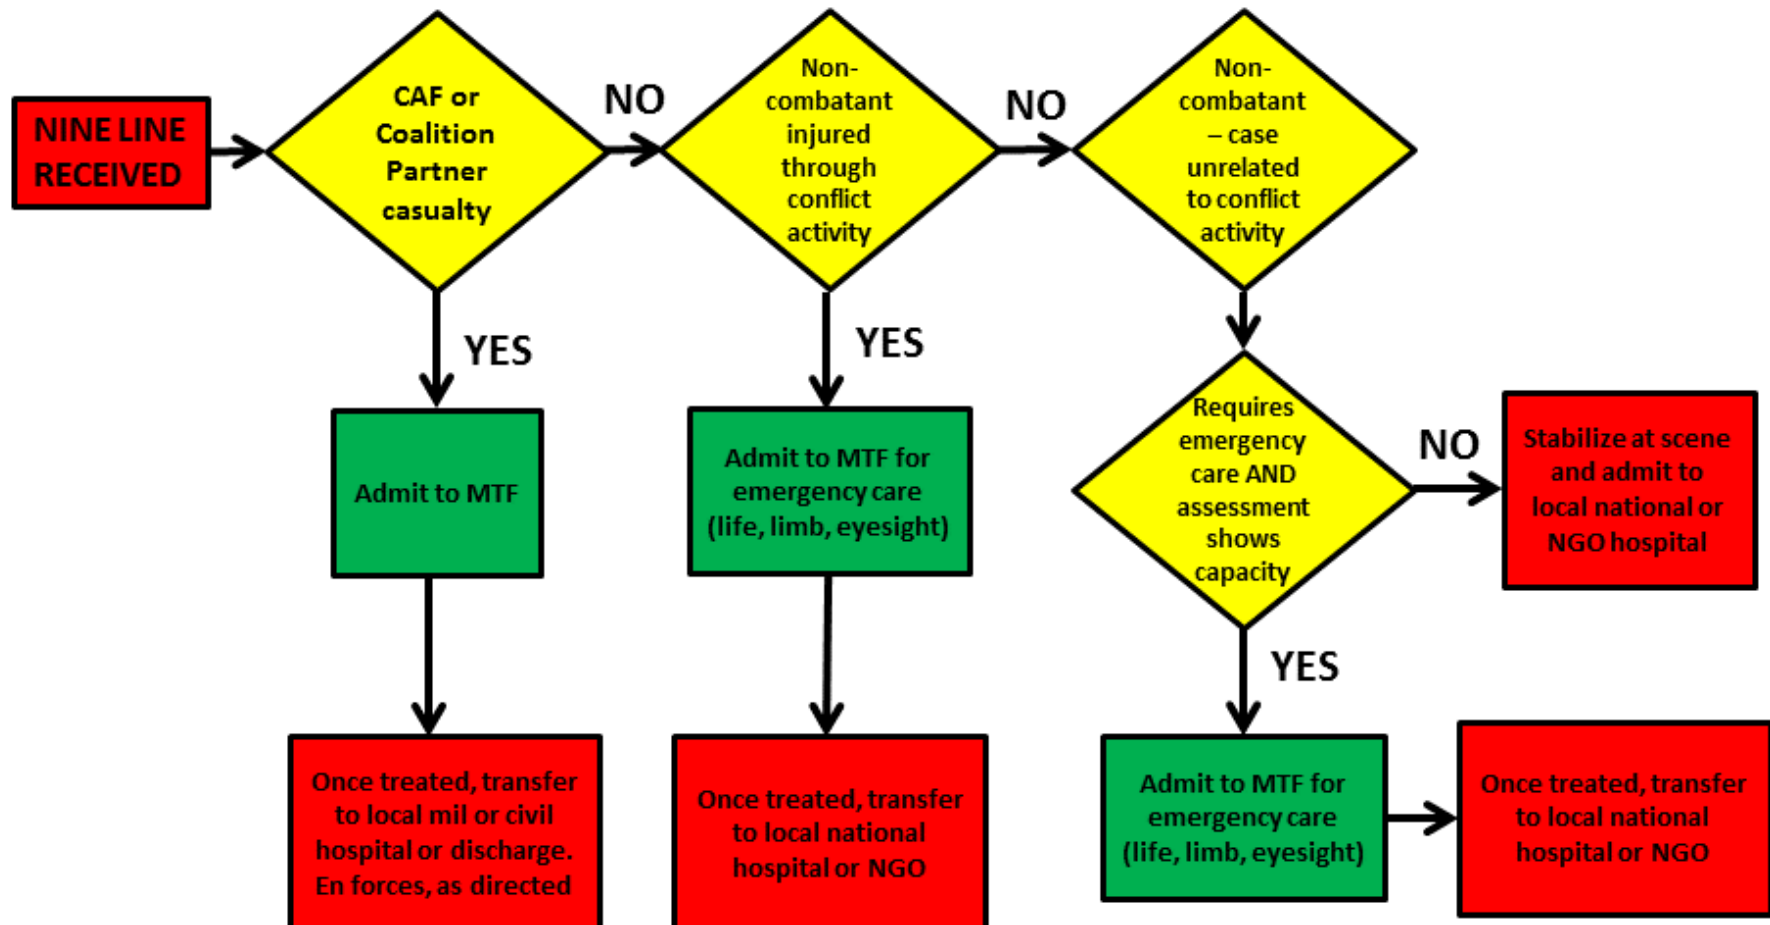 NINE LINE
RECEIVED
CAF or
Coalition
Partner
casualty
NO
Non-
combatant
injured
through
conflict
activity
NO
Non-
combatant
– case
unrelated
to conflict
activity
YES
YES
Admit to MTF
Admit to MTF for
emergency care
(life, limb, eyesight)
Requires
emergency
care AND
assessment
shows
capacity
NO
Stabilize at scene
and admit to
local national or
NGO hospital
YES
Once treated, transfer
to local mil or civil
hospital or discharge.
En forces, as directed
Once treated, transfer
to local national
hospital or NGO
Admit to MTF for
emergency care
(life, limb, eyesight)
Once treated, transfer
to local national
hospital or NGO